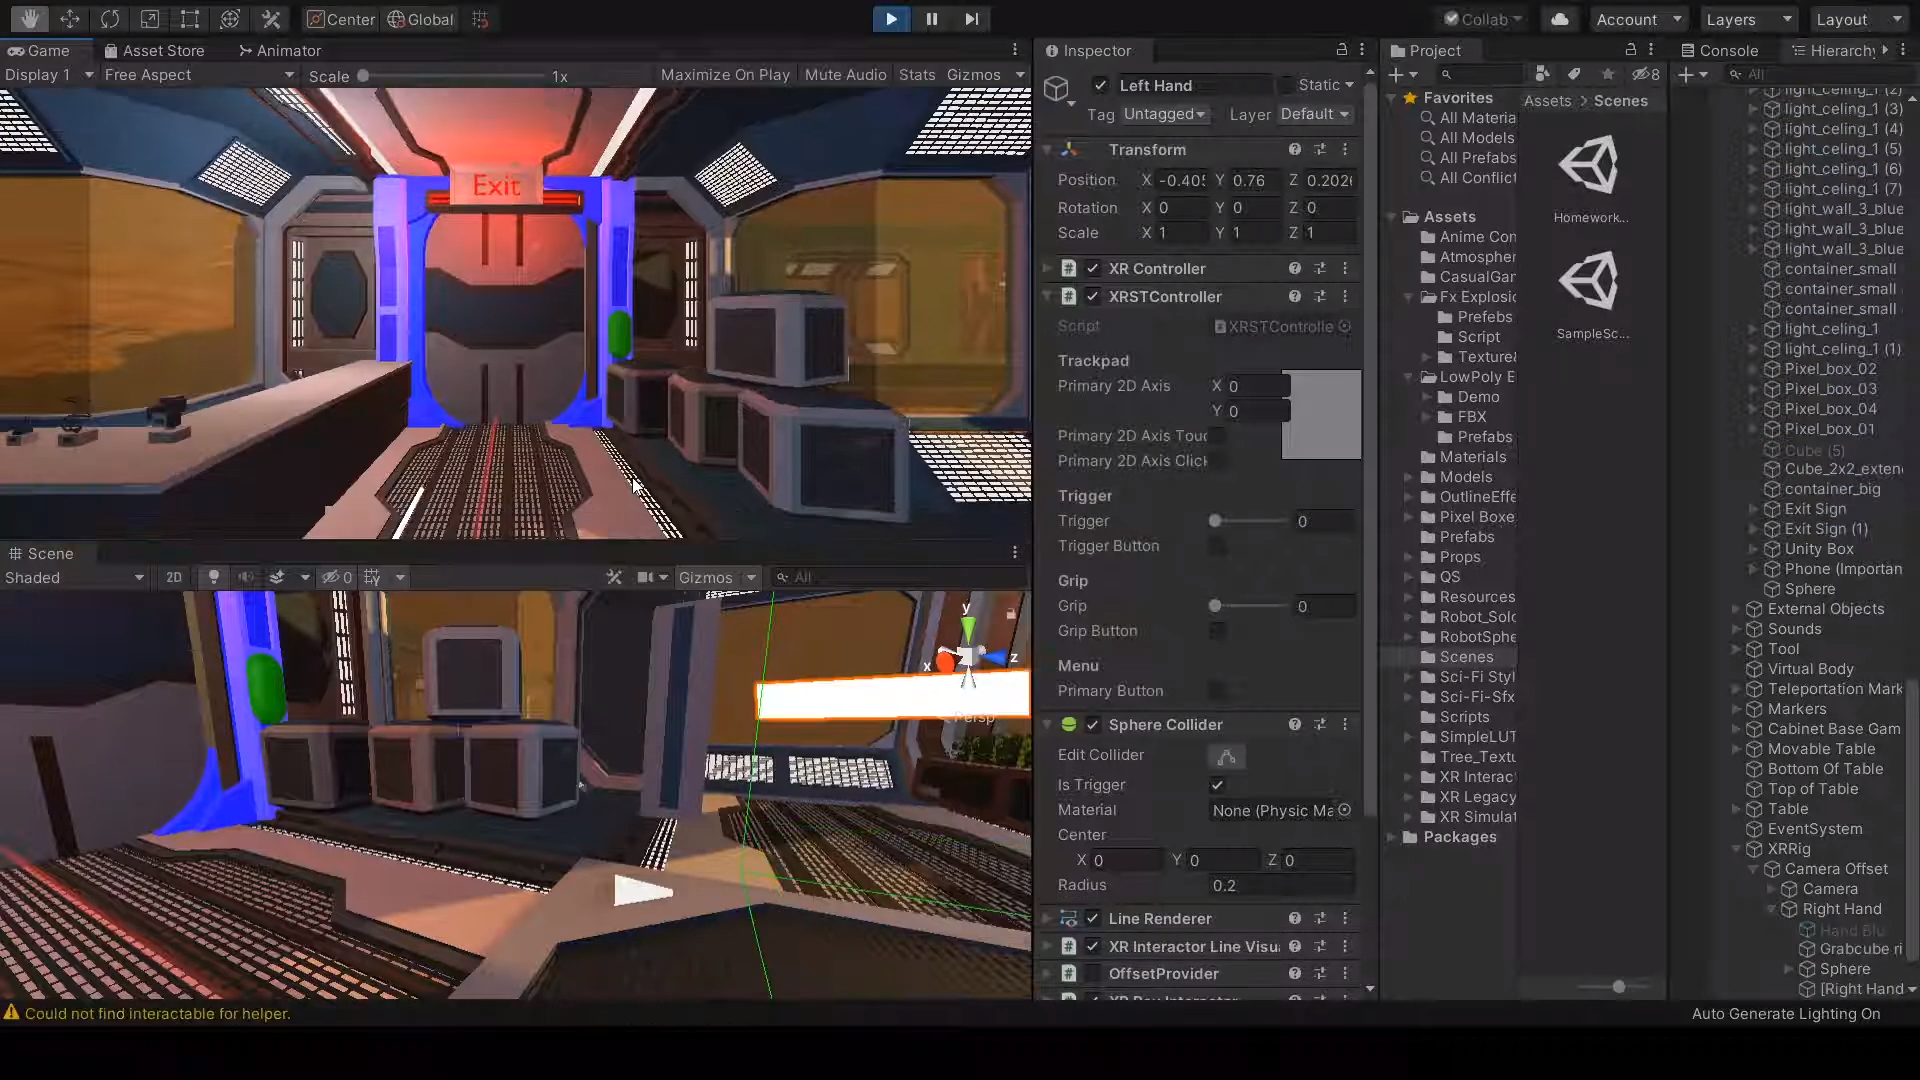 Center
Global
Collab
Account
Layers
Layout
Game
Asset Store
Animator
Display 1
Free Aspect
Scale
1x
Maximize On Play
Mute Audio
Stats
Gizmos
Exit
Scene
Shaded
2D
0
Gizmos
All
y
x
z
Persp
Could not find interactable for helper.
Inspector
Left Hand
Static
Tag
Untagged
Layer
Default
Transform
Position
X -0.405
Y 0.76
Z 0.2026
Rotation
X 0
Y 0
Z 0
Scale
X 1
Y 1
Z 1
XR Controller
XRSTController
Script
XRSTControlle
Trackpad
Primary 2D Axis
X 0
Y 0
Primary 2D Axis Touc
Primary 2D Axis Click
Trigger
Trigger
0
Trigger Button
Grip
Grip
0
Grip Button
Menu
Primary Button
Sphere Collider
Edit Collider
Is Trigger
Material
None (Physic Ma
Center
X 0
Y 0
Z 0
Radius
0.2
Line Renderer
XR Interactor Line Visua
OffsetProvider
Project
8
Favorites
All Materia
All Models
All Prefabs
All Conflict
Assets
Anime Con
Atmospher
CasualGan
Fx Explosio
Prefebs
Script
Texture
LowPoly E
Demo
FBX
Prefabs
Materials
Models
OutlineEffe
Pixel Boxe
Prefabs
Props
QS
Resources
Robot_Solo
RobotSphe
Scenes
Sci-Fi Styl
Sci-Fi-Sfx
Scripts
SimpleLUT
Tree_Textu
XR Interact
XR Legacy
XR Simulat
Packages
Assets > Scenes
Homework...
SampleSc...
Console
Hierarchy
All
light_celing_1 (2)
light_celing_1 (3)
light_celing_1 (4)
light_celing_1 (5)
light_celing_1 (6)
light_celing_1 (7)
light_wall_3_blue
light_wall_3_blue
light_wall_3_blue
container_small
container_small
container_small
light_celing_1
light_celing_1 (1)
Pixel_box_02
Pixel_box_03
Pixel_box_04
Pixel_box_01
Cube (5)
Cube_2x2_exten
container_big
Exit Sign
Exit Sign (1)
Unity Box
Phone (Importan
Sphere
External Objects
Sounds
Tool
Virtual Body
Teleportation Mark
Markers
Cabinet Base Gam
Movable Table
Bottom Of Table
Top of Table
Table
EventSystem
XRRig
Camera Offset
Camera
Right Hand
Hand Blu
Grabcube ri
Sphere
[Right Hand
Auto Generate Lighting On